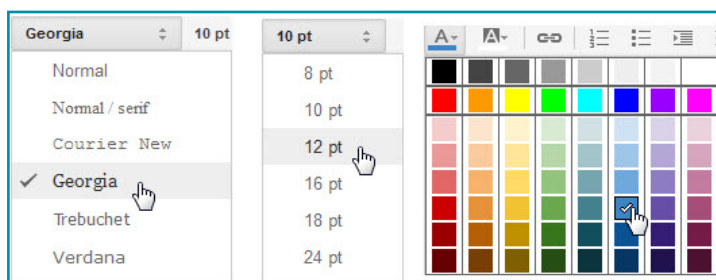 Georgia 10 pt
Normal
Normal / serif
Courier New
Georgia
Trebuchet
Verdana
10 pt
8 pt
10 pt
12 pt
16 pt
18 pt
24 pt
A A